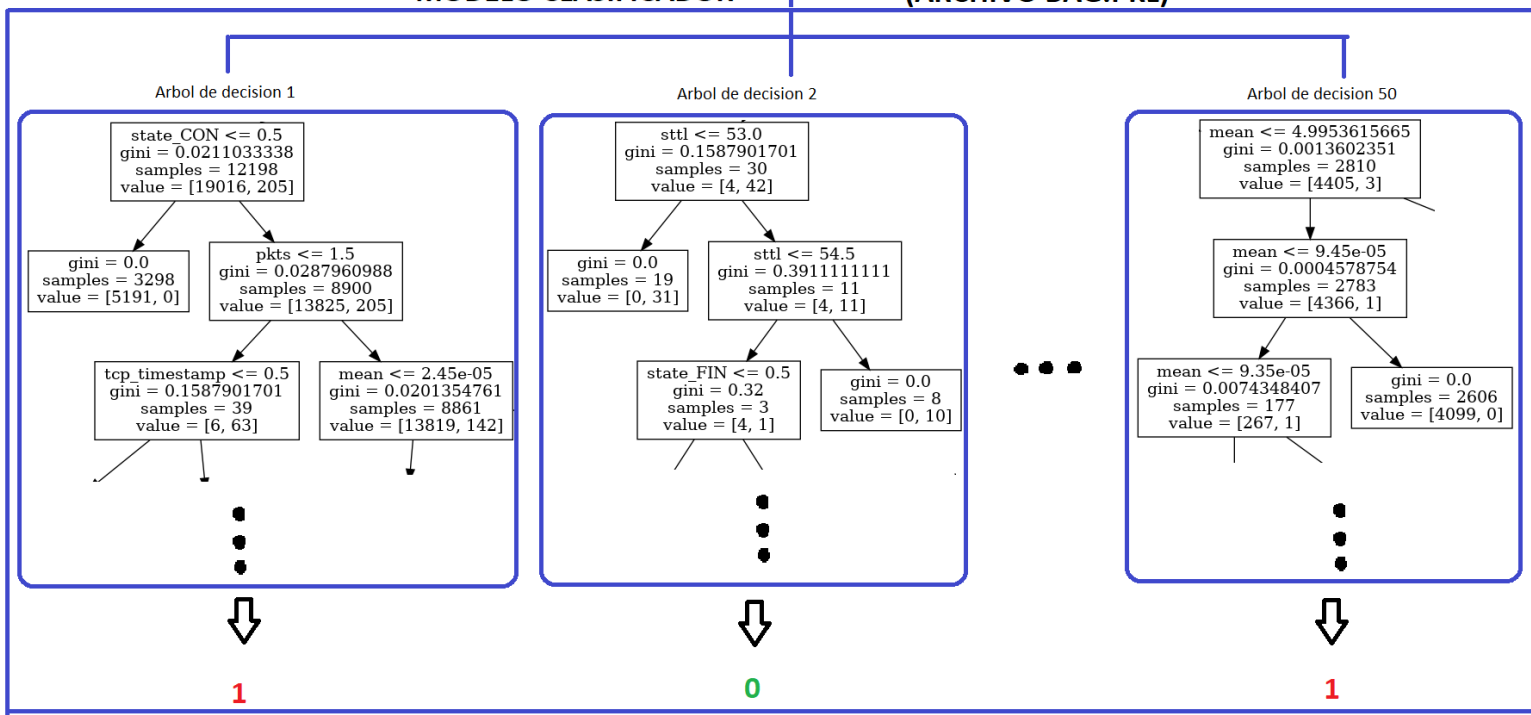 MODELO CLASIFICADOR
(ARCHIVO BAG.PKL)
Arbol de decision 1
state_CON <= 0.5
gini = 0.0211033338
samples = 12198
value = [19016, 205]
gini = 0.0
samples = 3298
value = [5191, 0]
pkts <= 1.5
gini = 0.0287960988
samples = 8900
value = [13825, 205]
tcp_timestamp <= 0.5
gini = 0.1587901701
samples = 39
value = [6, 63]
mean <= 2.45e-05
gini = 0.0201354761
samples = 8861
value = [13819, 142]
1
Arbol de decision 2
sttl <= 53.0
gini = 0.1587901701
samples = 30
value = [4, 42]
gini = 0.0
samples = 19
value = [0, 31]
sttl <= 54.5
gini = 0.3911111111
samples = 11
value = [4, 11]
state_FIN <= 0.5
gini = 0.32
samples = 3
value = [4, 1]
gini = 0.0
samples = 8
value = [0, 10]
0
Arbol de decision 50
mean <= 4.9953615665
gini = 0.0013602351
samples = 2810
value = [4405, 3]
mean <= 9.45e-05
gini = 0.0004578754
samples = 2783
value = [4366, 1]
mean <= 9.35e-05
gini = 0.0074348407
samples = 177
value = [267, 1]
gini = 0.0
samples = 2606
value = [4099, 0]
1